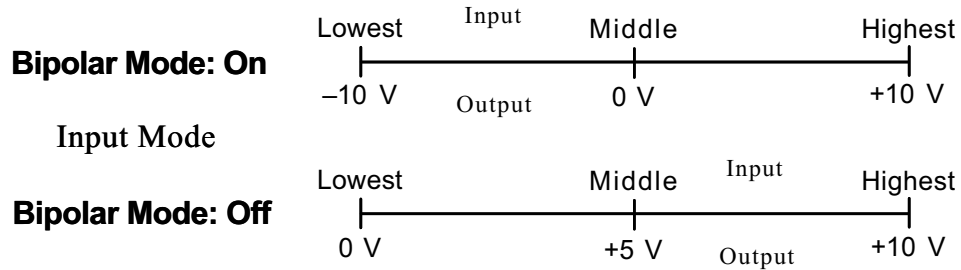 Input
Lowest Middle Highest
Bipolar Mode: On
–10 V Output 0 V +10 V
Input Mode
Input
Lowest Middle Highest
Bipolar Mode: Off
0 V +5 V Output +10 V